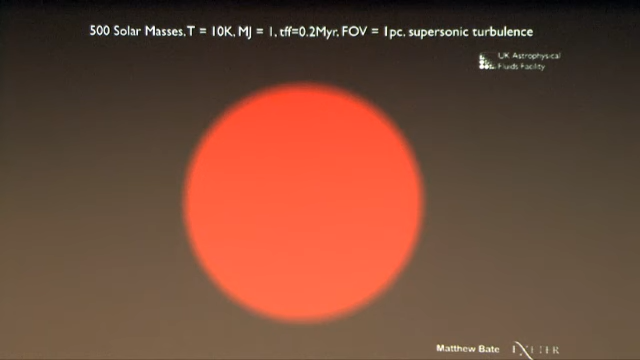 500 Solar Masses, T = 10K, MJ = 1, tff=0.2Myr, FOV = 1pc, supersonic turbulence
UK Astrophysical
Fluids Facility
Matthew Bate EXETER